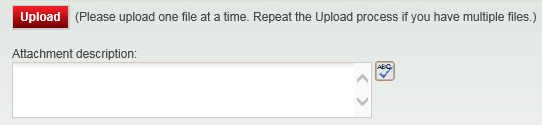 Upload (Please upload one file at a time. Repeat the Upload process if you have multiple files.)
Attachment description:
ABC